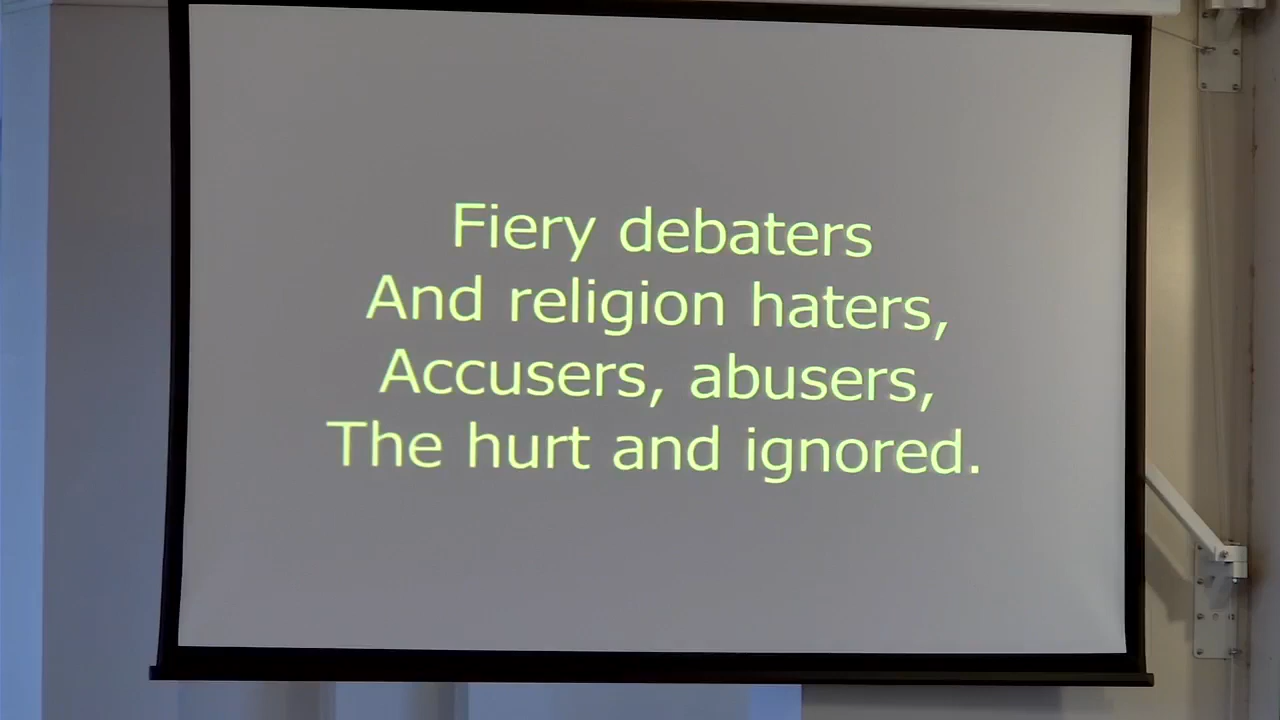 Fiery debaters
And religion haters,
Accusers, abusers,
The hurt and ignored.